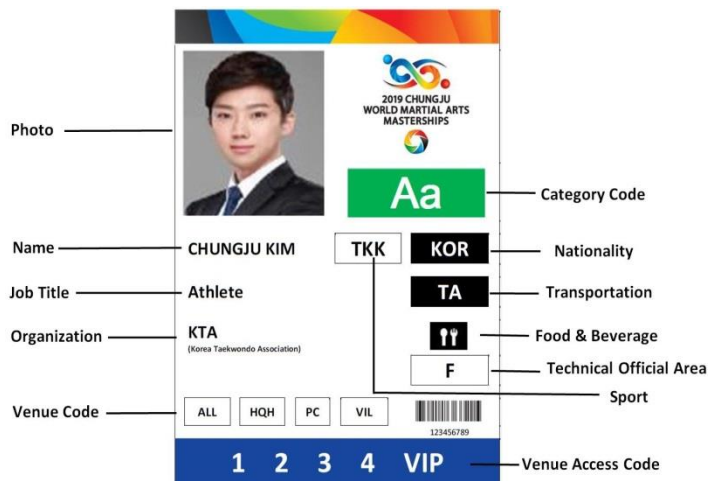 2019 CHUNGJU
WORLD MARTIAL ARTS
MASTERSHIPS
Photo
Aa
Category Code
Name
CHUNGJU KIM
TKK
KOR
Nationality
Job Title
Athlete
TA
Transportation
Organization
KTA
(Korea Taekwondo Association)
Food & Beverage
F
Technical Official Area
Sport
Venue Code
ALL
HQH
PC
VIL
123456789
1 2 3 4 VIP
Venue Access Code